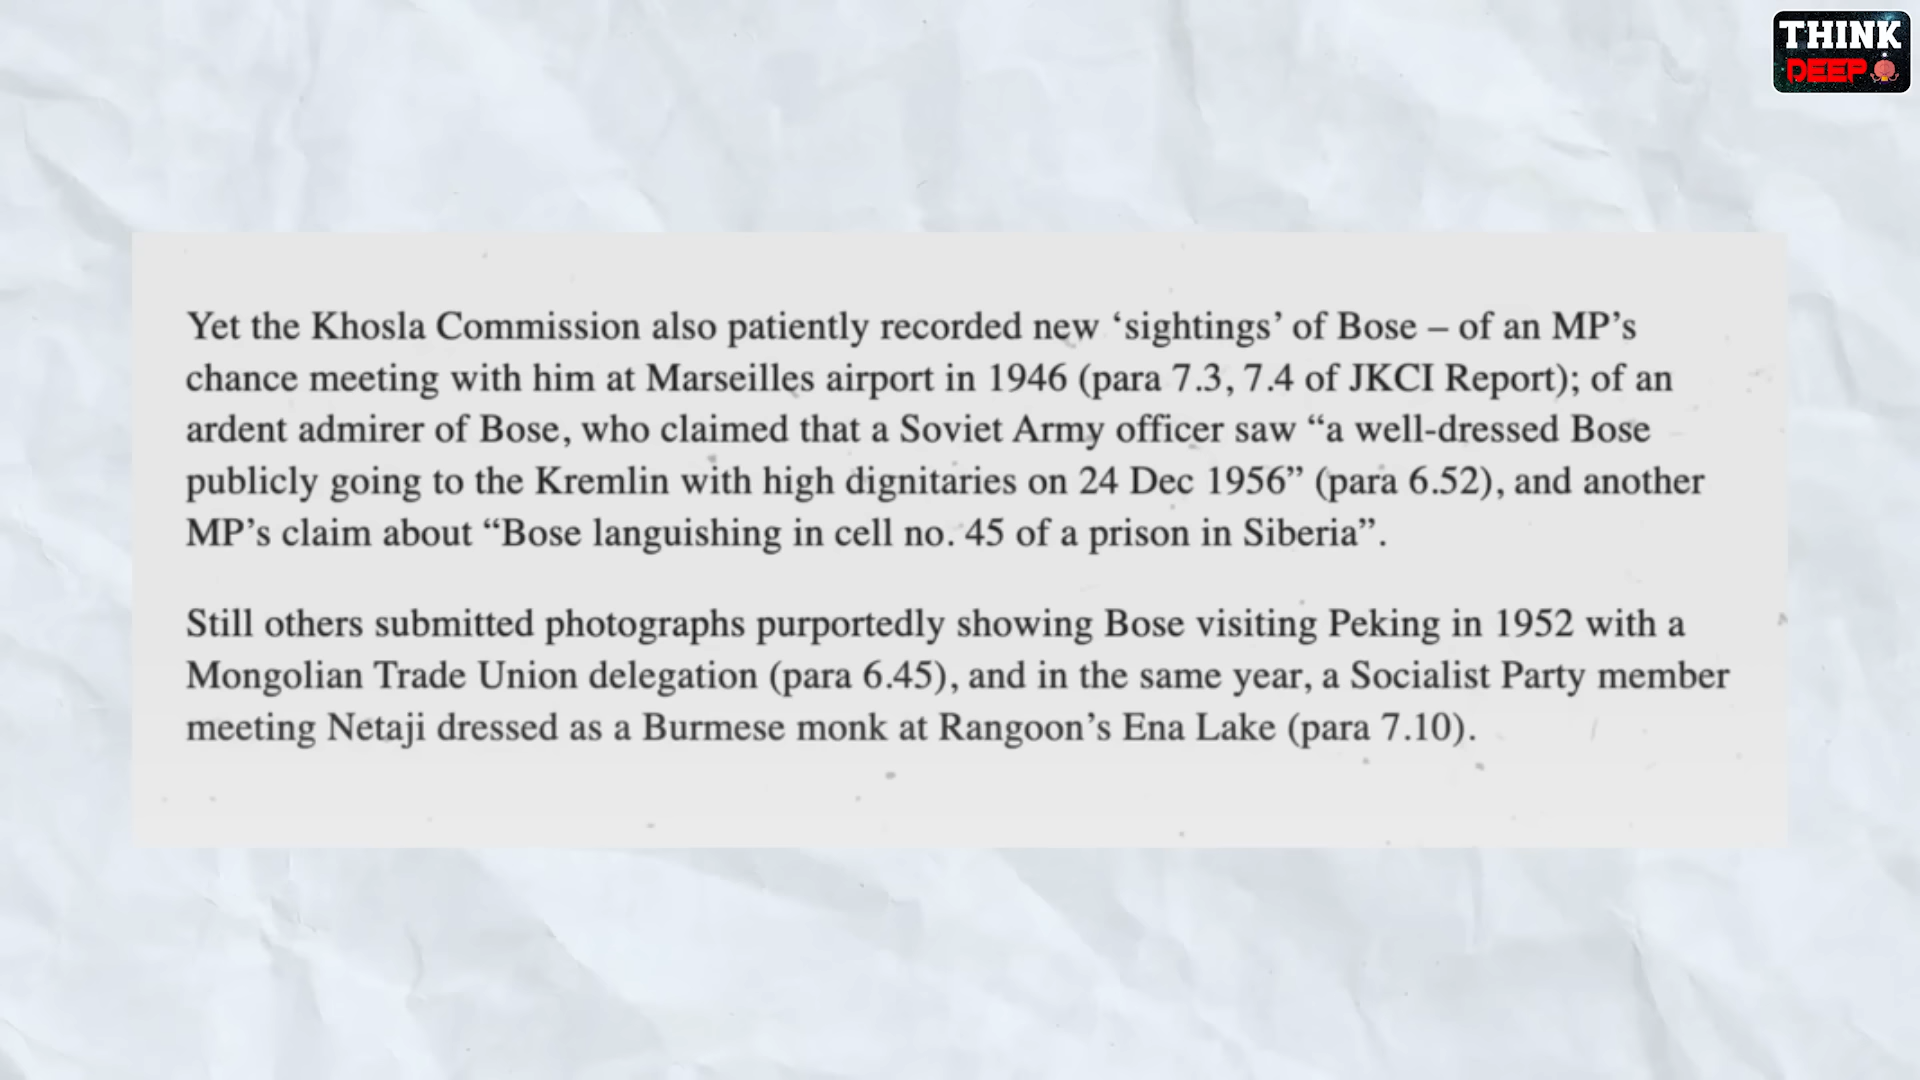 THINK
DEEP
Yet the Khosla Commission also patiently recorded new ‘sightings’ of Bose – of an MP’s
chance meeting with him at Marseilles airport in 1946 (para 7.3, 7.4 of JKCI Report); of an
ardent admirer of Bose, who claimed that a Soviet Army officer saw “a well-dressed Bose
publicly going to the Kremlin with high dignitaries on 24 Dec 1956” (para 6.52), and another
MP’s claim about “Bose languishing in cell no. 45 of a prison in Siberia”.
Still others submitted photographs purportedly showing Bose visiting Peking in 1952 with a
Mongolian Trade Union delegation (para 6.45), and in the same year, a Socialist Party member
meeting Netaji dressed as a Burmese monk at Rangoon’s Ena Lake (para 7.10).